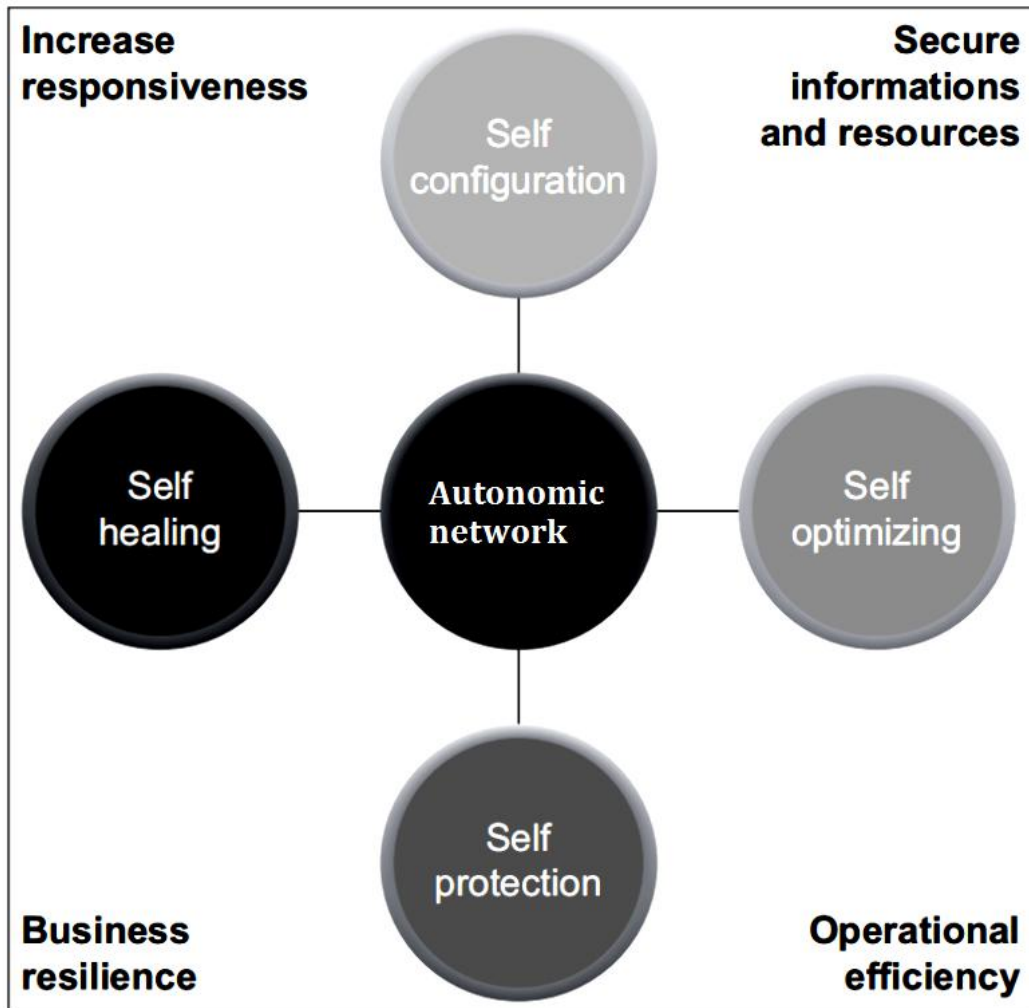 Increase
responsiveness
Secure
informations
and resources
Self
configuration
Self
healing
Autonomic
network
Self
optimizing
Self
protection
Business
resilience
Operational
efficiency